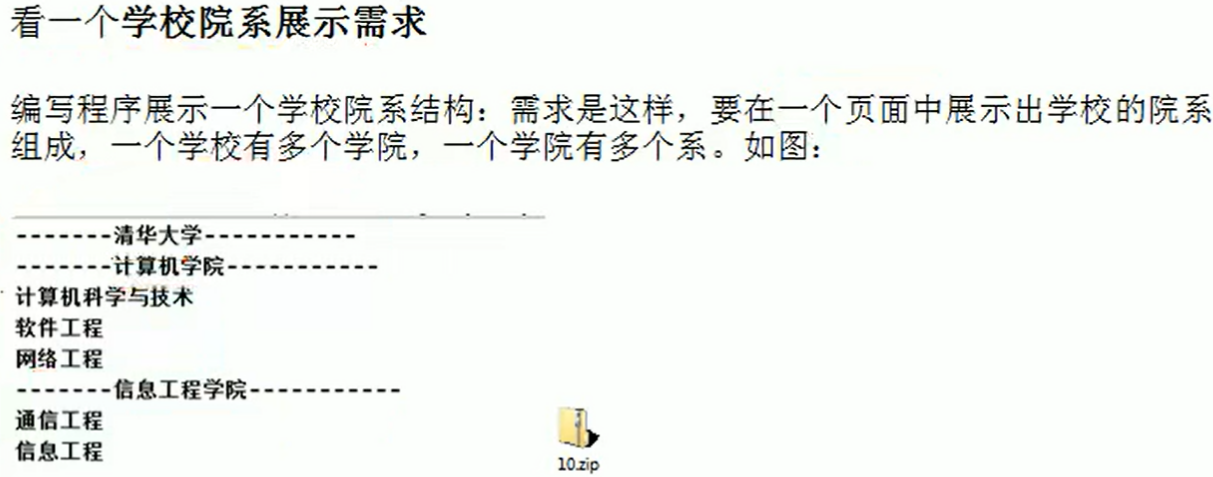 看一个学校院系展示需求
编写程序展示一个学校院系结构：需求是这样，要在一个页面中展示出学校的院系
组成，一个学校有多个学院，一个学院有多个系。如图：
-------清华大学-----------
-------计算机学院-----------
计算机科学与技术
软件工程
网络工程
-------信息工程学院-----------
通信工程
信息工程
10.zip